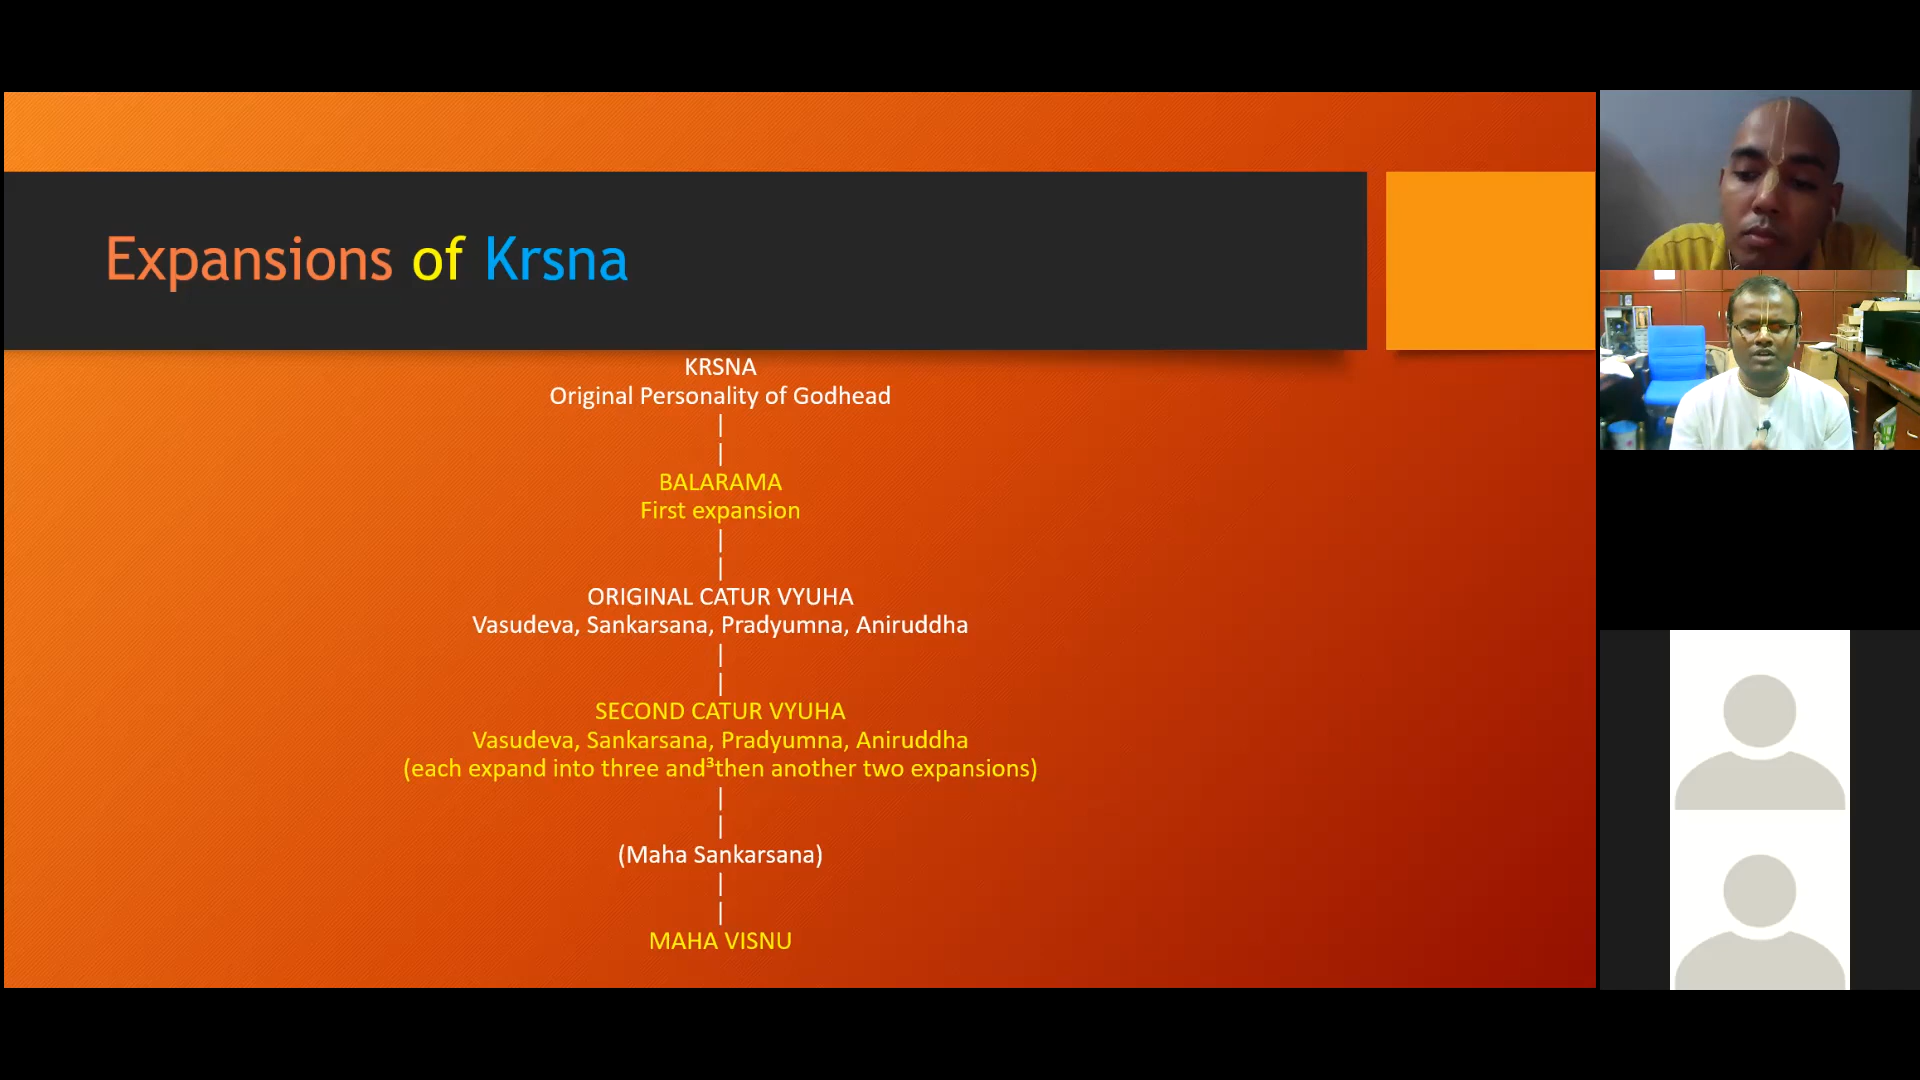 Expansions of Krsna
KRSNA
Original Personality of Godhead
|
|
BALARAMA
First expansion
|
|
ORIGINAL CATUR VYUHA
Vasudeva, Sankarsana, Pradyumna, Aniruddha
|
|
SECOND CATUR VYUHA
Vasudeva, Sankarsana, Pradyumna, Aniruddha
(each expand into three and³then another two expansions)
|
|
(Maha Sankarsana)
|
|
MAHA VISNU